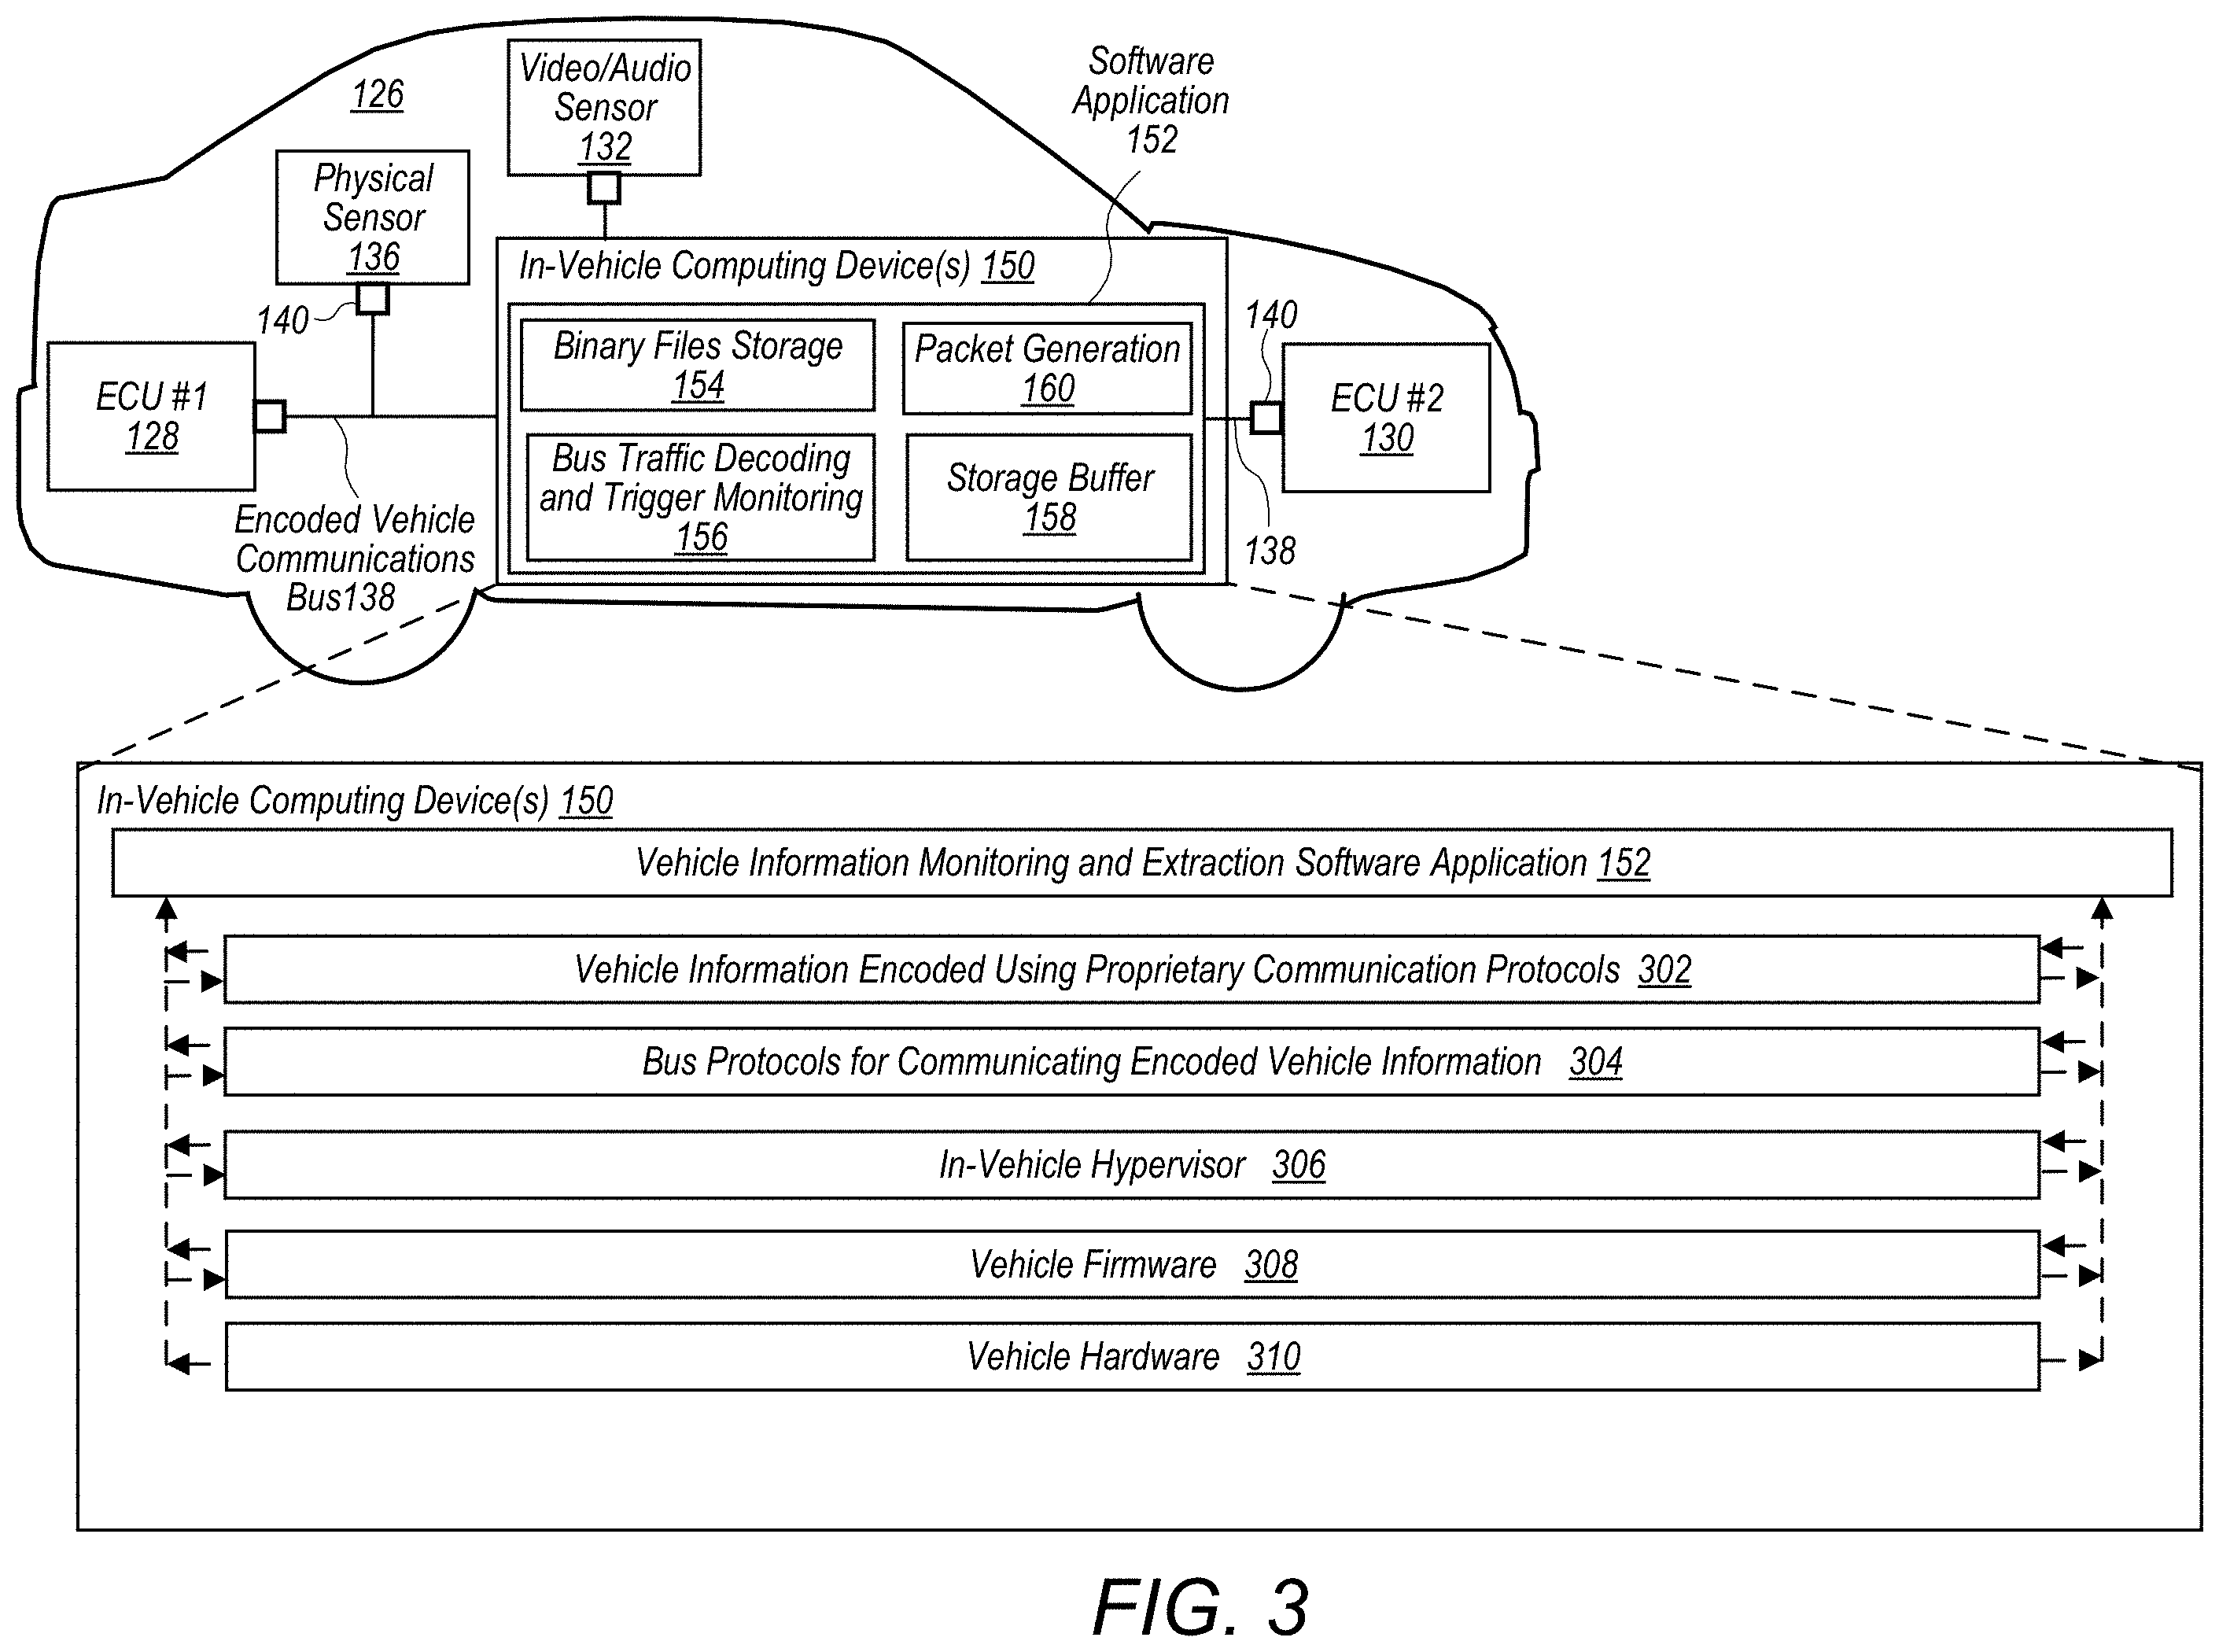 126
Video/Audio
Sensor
132
Software
Application
152
Physical
Sensor
136
140
In-Vehicle Computing Device(s) 150
Binary Files Storage
154
Packet Generation
160
Bus Traffic Decoding
and Trigger Monitoring
156
Storage Buffer
158
ECU #1
128
140
ECU #2
130
Encoded Vehicle
Communications
Bus138
138
In-Vehicle Computing Device(s) 150
Vehicle Information Monitoring and Extraction Software Application 152
Vehicle Information Encoded Using Proprietary Communication Protocols 302
Bus Protocols for Communicating Encoded Vehicle Information 304
In-Vehicle Hypervisor 306
Vehicle Firmware 308
Vehicle Hardware 310
FIG. 3